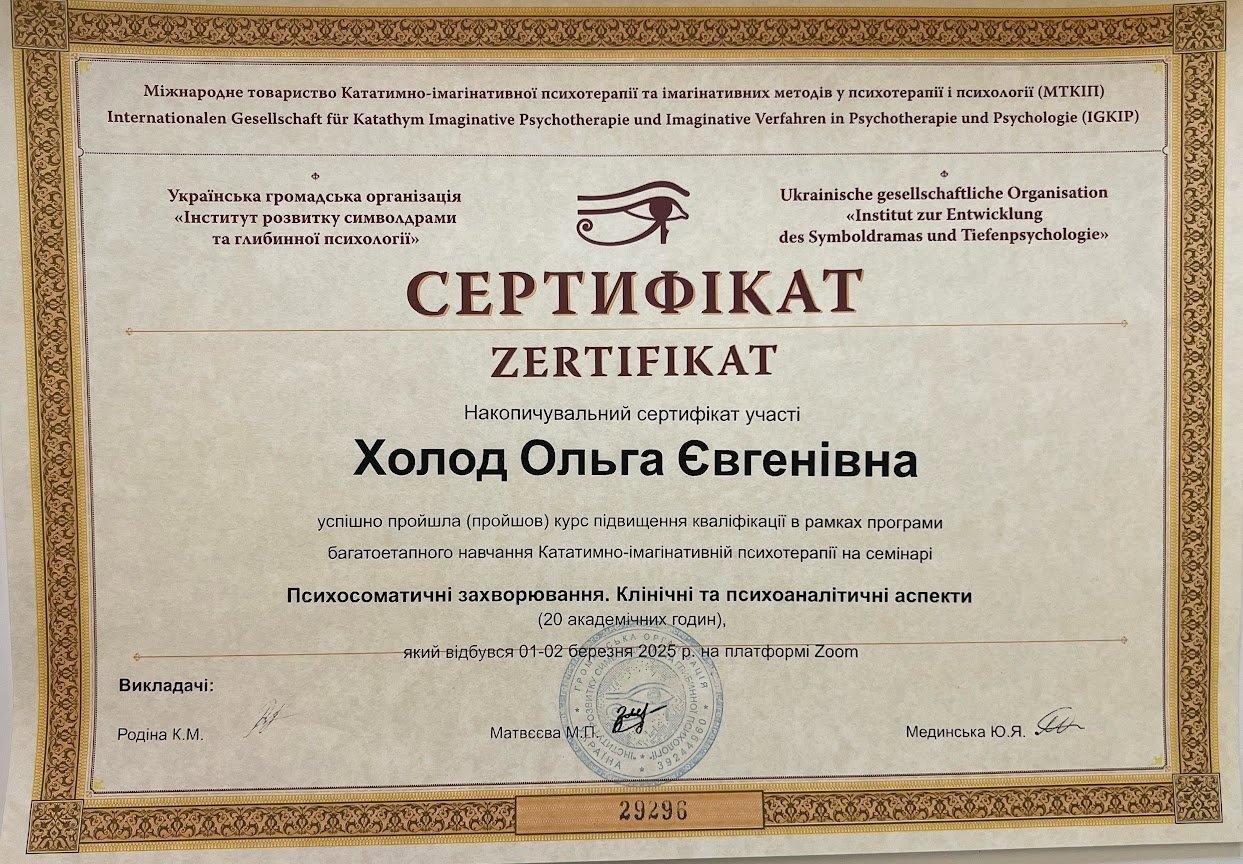 Міжнародне товариство Кататимно-імагінативної психотерапії та імагінативних методів у психотерапії і психології (МТКІП)
Internationalen Gesellschaft für Katathym Imaginative Psychotherapie und Imaginative Verfahren in Psychotherapie und Psychologie (IGKIP)
Українська громадська організація
«Інститут розвитку символдрами
та глибинної психології»
Ukrainische gesellschaftliche Organisation
«Institut zur Entwicklung
des Symboldramas und Tiefenpsychologie»
СЕРТИФІКАТ
ZERTIFIKAT
Накопичувальний сертифікат участі
Холод Ольга Євгенівна
успішно пройшла (пройшов) курс підвищення кваліфікації в рамках програми
багатоетапного навчання Кататимно-імагінативній психотерапії на семінарі
Психосоматичні захворювання. Клінічні та психоаналітичні аспекти
(20 академічних годин),
який відбувся 01-02 березня 2025 р. на платформі Zoom
Викладачі:
Родіна К.М.
Матвєєва М.П.
Мединська Ю.Я.
ГРОМАДСЬКА ОРГАНІЗАЦІЯ
УКРАЇНА * 39244960
29296